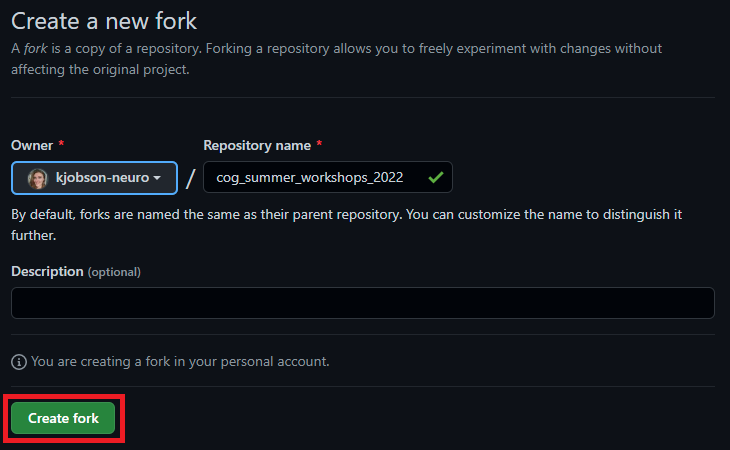 Create a new fork
A fork is a copy of a repository. Forking a repository allows you to freely experiment with changes without
affecting the original project.
Owner * Repository name *
kjobson-neuro / cog_summer_workshops_2022
By default, forks are named the same as their parent repository. You can customize the name to distinguish it
further.
Description (optional)
You are creating a fork in your personal account.
Create fork